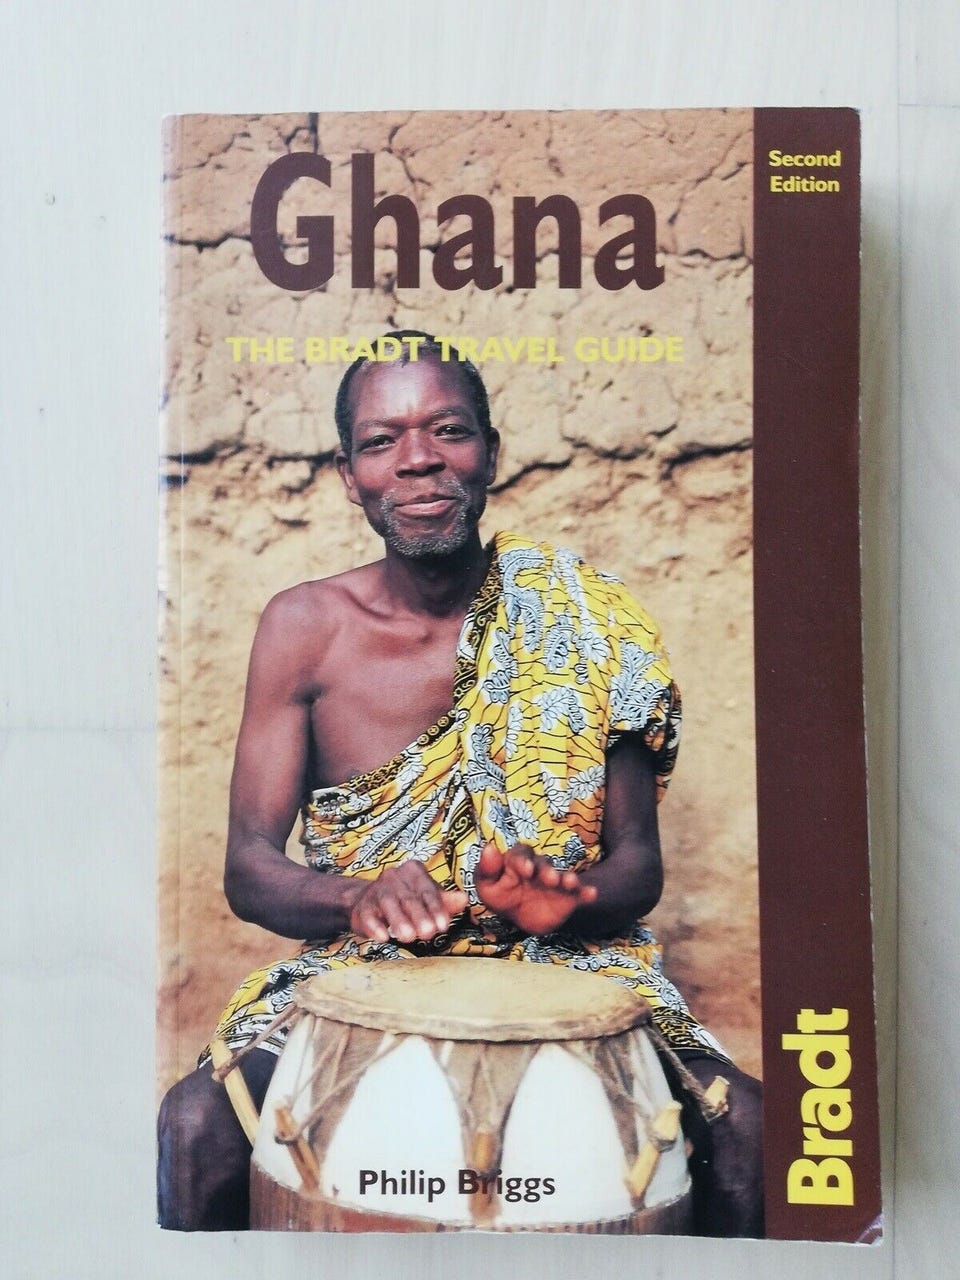 Ghana
Second
Edition
THE BRADT TRAVEL GUIDE
Philip Briggs
Bradt